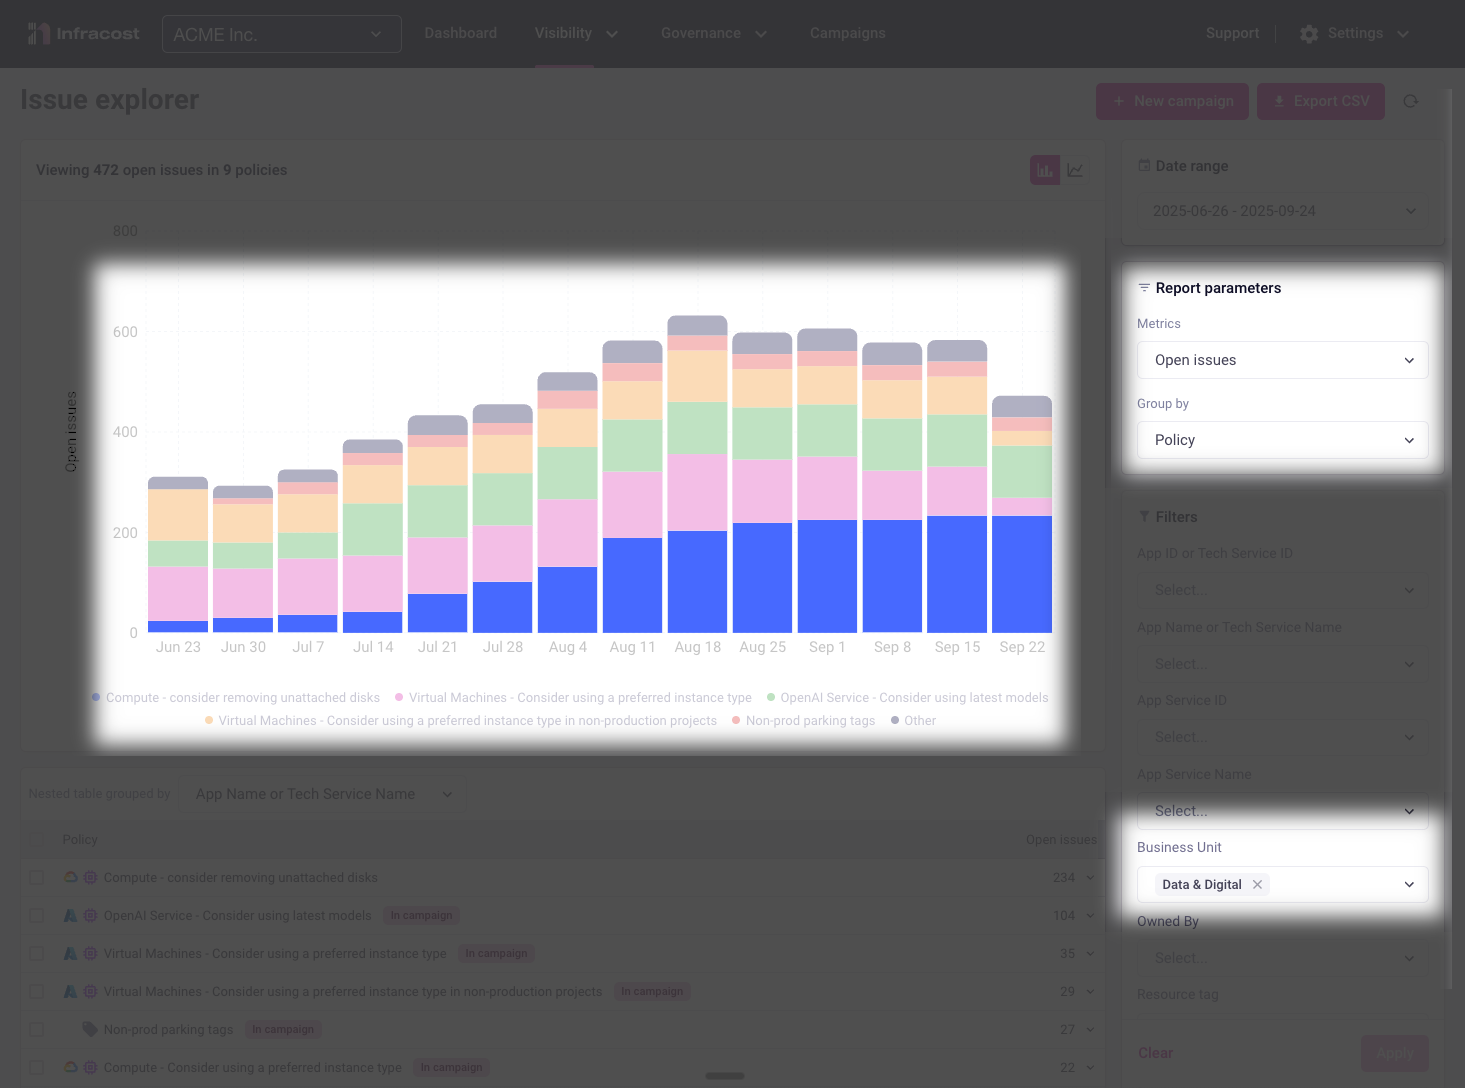 Infracost
ACME Inc.
Dashboard
Visibility
Governance
Campaigns
Support
Settings
Issue explorer
+ New campaign
Export CSV
Viewing 472 open issues in 9 policies
Date range
2025-06-26 - 2025-09-24
Open issues
800
600
400
200
0
Jun 23 Jun 30 Jul 7 Jul 14 Jul 21 Jul 28 Aug 4 Aug 11 Aug 18 Aug 25 Sep 1 Sep 8 Sep 15 Sep 22
Compute - consider removing unattached disks Virtual Machines - Consider using a preferred instance type OpenAI Service - Consider using latest models
Virtual Machines - Consider using a preferred instance type in non-production projects Non-prod parking tags Other
Report parameters
Metrics
Open issues
Group by
Policy
Filters
App ID or Tech Service ID
Select...
App Name or Tech Service Name
Select...
App Service ID
Select...
App Service Name
Select...
Business Unit
Data & Digital
Owned By
Select...
Resource tag
Clear
Apply
Nested table grouped by App Name or Tech Service Name
Policy Open issues
Compute - consider removing unattached disks 234
OpenAI Service - Consider using latest models In campaign 104
Virtual Machines - Consider using a preferred instance type In campaign 35
Virtual Machines - Consider using a preferred instance type in non-production projects In campaign 29
Non-prod parking tags In campaign 27
Compute - Consider using a preferred instance type In campaign 22